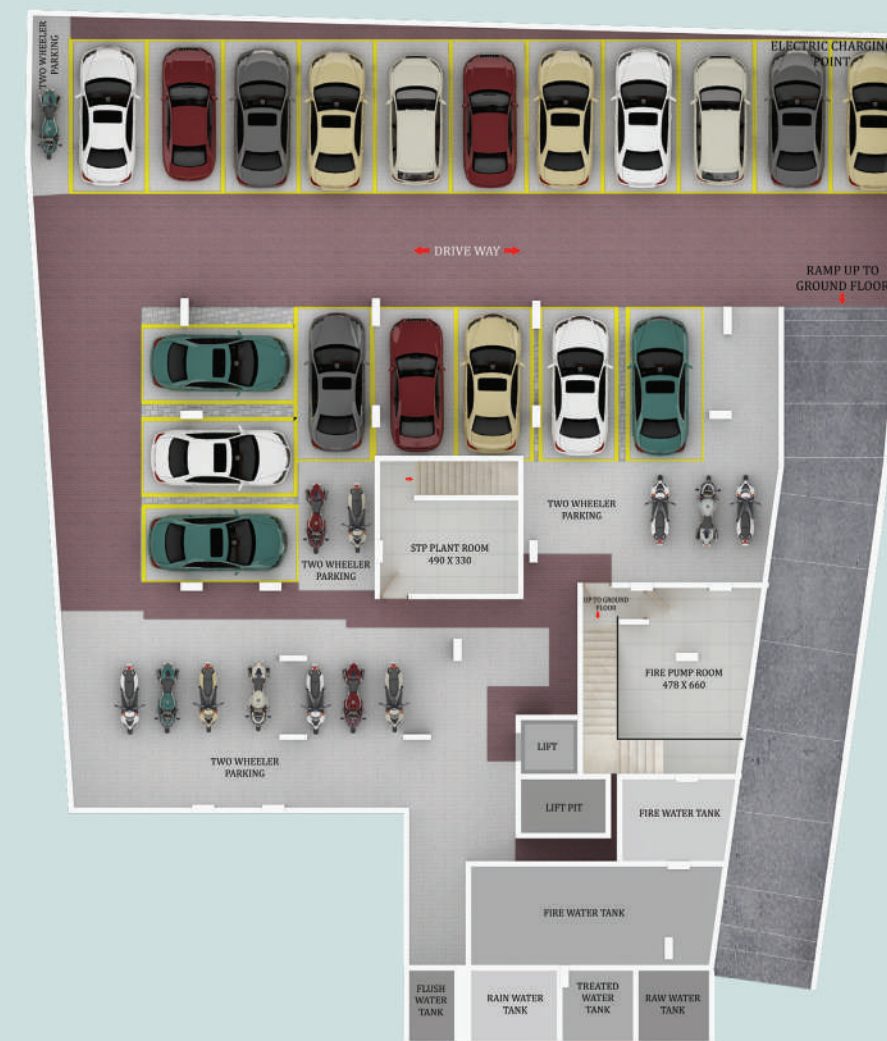 TWO WHEELER
PARKING
ELECTRIC CHARGING
POINT
DRIVE WAY
RAMP UP TO
GROUND FLOOR
TWO WHEELER
PARKING
STP PLANT ROOM
490 X 330
TWO WHEELER
PARKING
UP TO GROUND
FLOOR
FIRE PUMP ROOM
478 X 660
TWO WHEELER
PARKING
LIFT
LIFT PIT
FIRE WATER TANK
FIRE WATER TANK
FLUSH
WATER
TANK
RAIN WATER
TANK
TREATED
WATER
TANK
RAW WATER
TANK